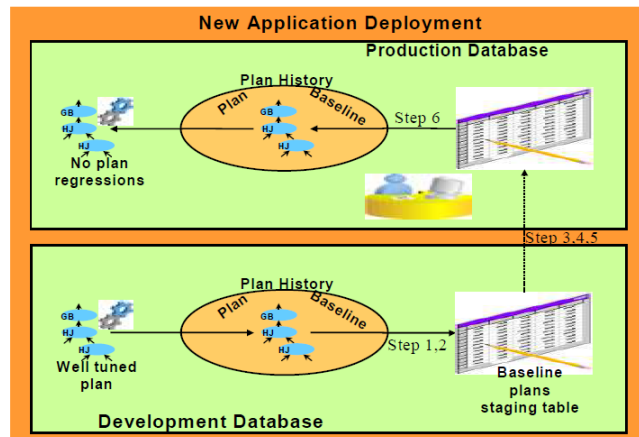 New Application Deployment
Production Database
Plan History
Plan
Baseline
Step 6
GB
HJ
HJ
GB
HJ
HJ
No plan
regressions
Step 3,4,5
Plan History
Plan
Baseline
GB
HJ
HJ
GB
HJ
HJ
Step 1,2
Well tuned
plan
Baseline
plans
staging table
Development Database